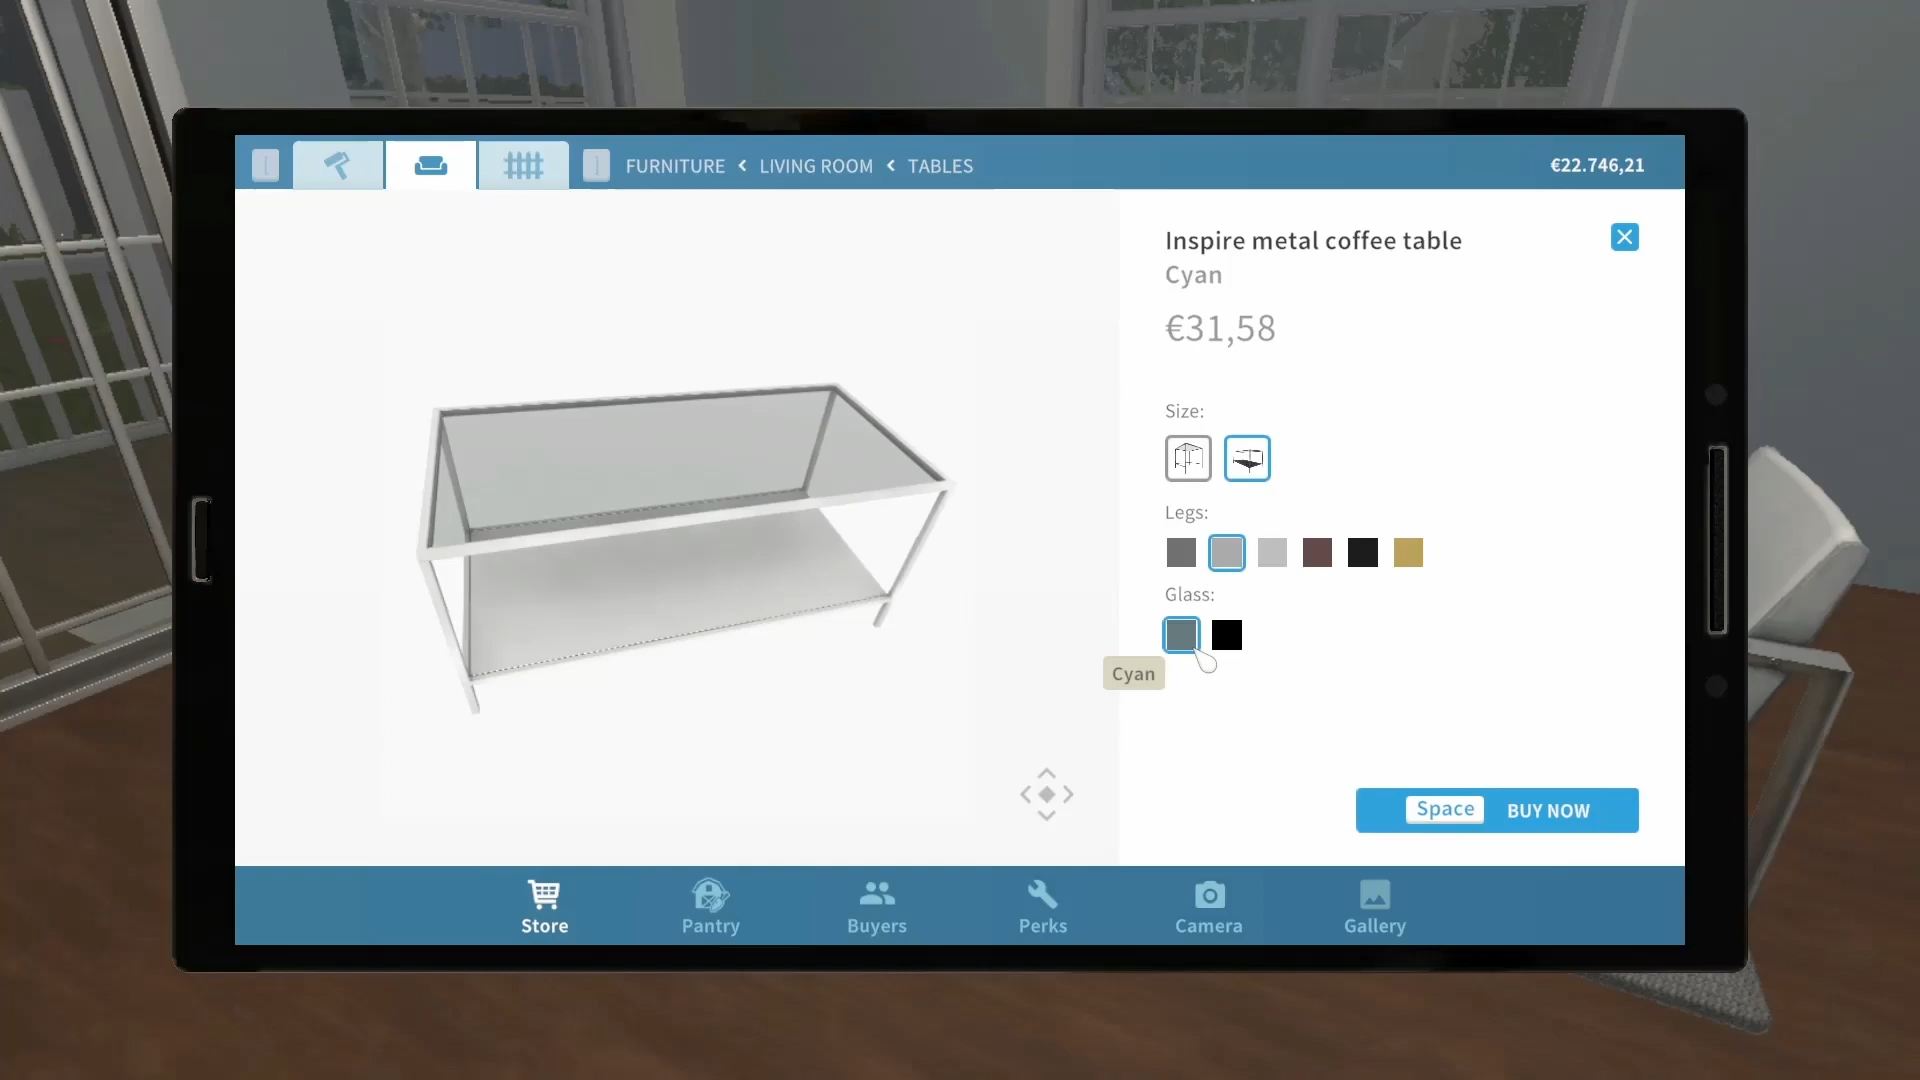 FURNITURE < LIVING ROOM < TABLES
€22.746,21
Inspire metal coffee table
Cyan
€31,58
Size:
Legs:
Glass:
Cyan
Space BUY NOW
Store
Pantry
Buyers
Perks
Camera
Gallery